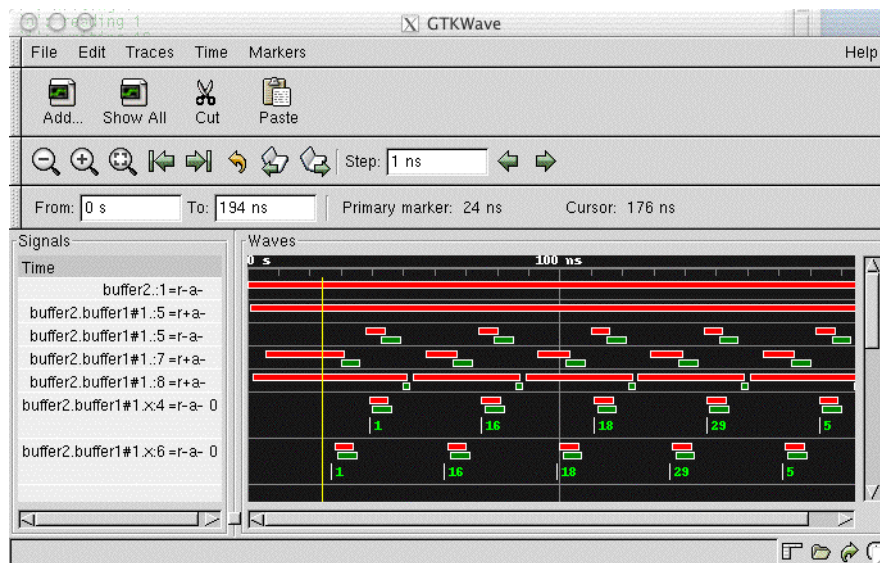 GTKWave
File Edit Traces Time Markers Help
Add... Show All Cut Paste
Step: 1 ns
From: 0 s To: 194 ns Primary marker: 24 ns Cursor: 176 ns
Signals Waves
Time 0 s 100 ns
buffer2.:1=r-a-
buffer2.buffer1#1.:5=r+a-
buffer2.buffer1#1.:5=r-a-
buffer2.buffer1#1.:7=r+a-
buffer2.buffer1#1.:8=r+a-
buffer2.buffer1#1.x:4=r-a- 0
1 16 18 29 5
buffer2.buffer1#1.x:6=r-a- 0
1 16 18 29 5